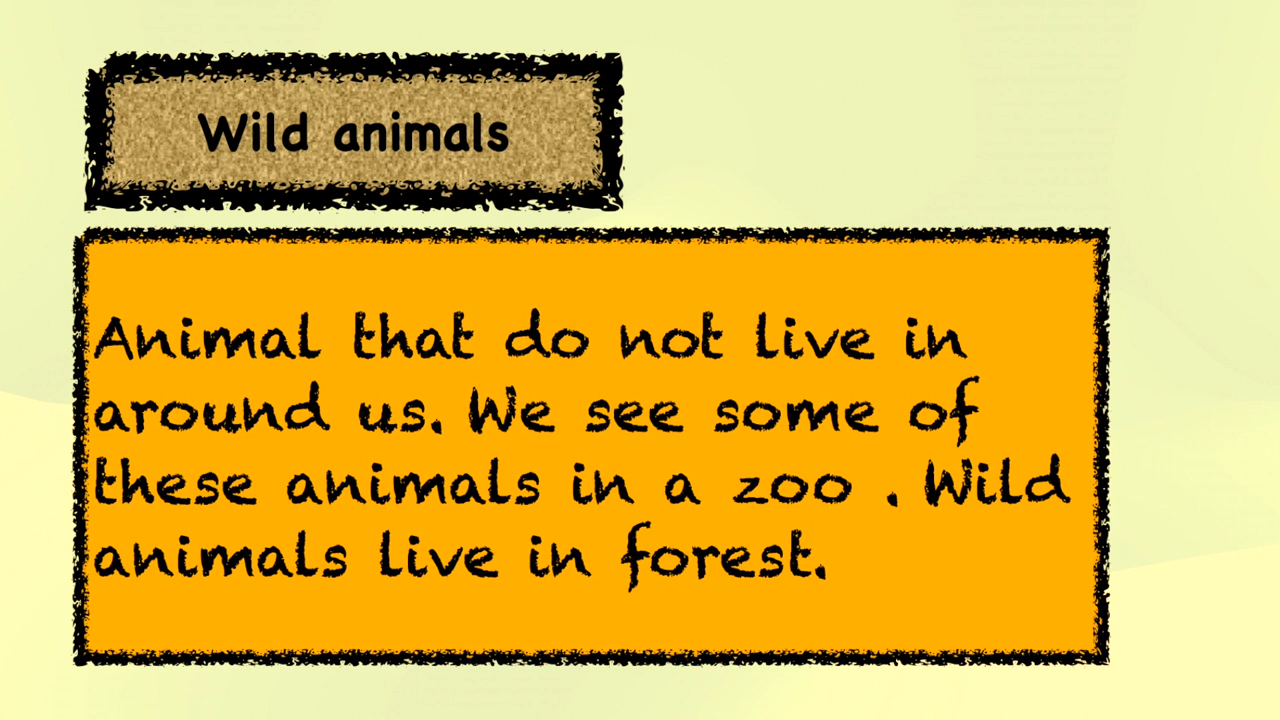 Wild animals
Animal that do not live in
around us. We see some of
these animals in a zoo . Wild
animals live in forest.